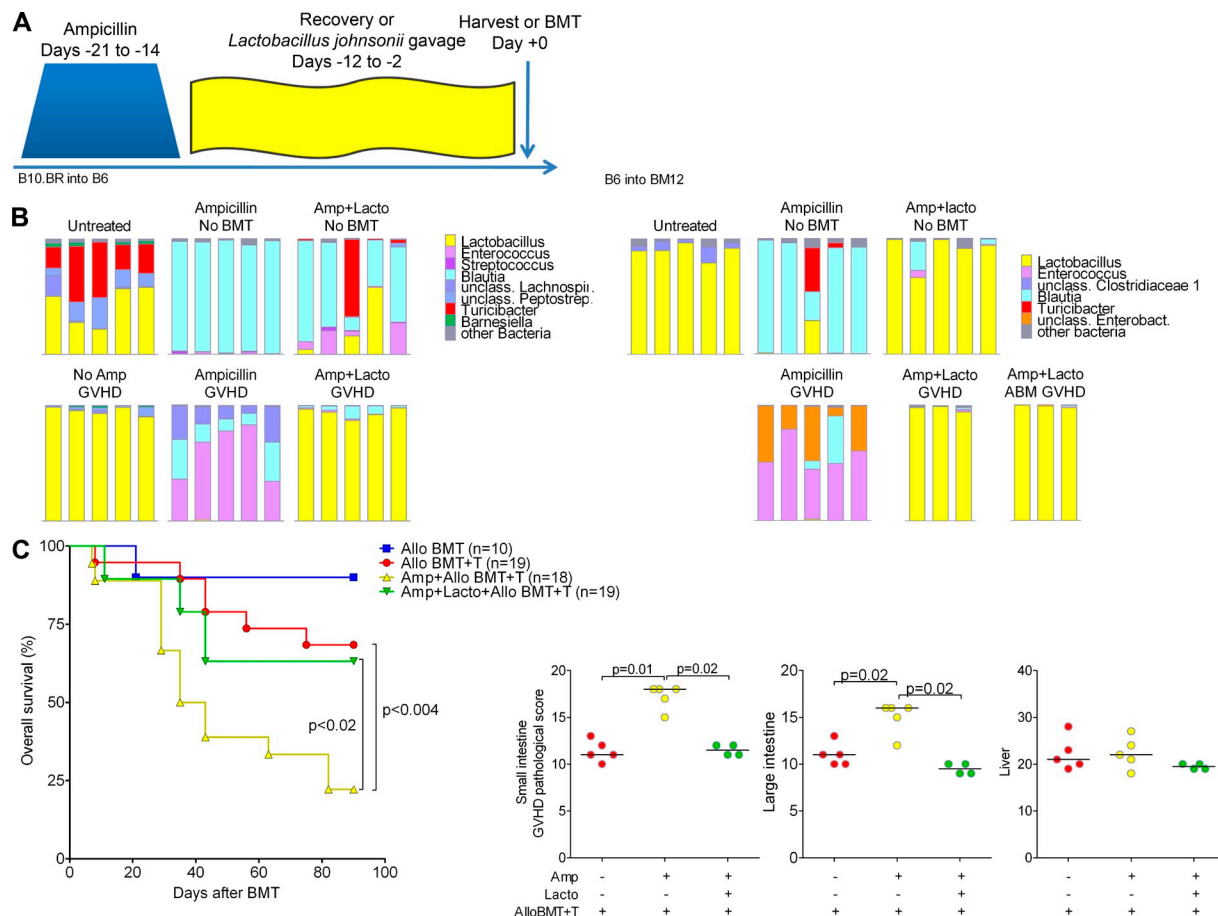 A
Ampicillin
Days -21 to -14
Recovery or
Lactobacillus johnsonii gavage
Days -12 to -2
Harvest or BMT
Day +0
B10.BR into B6
B6 into BM12
B
Untreated
Ampicillin
No BMT
Amp+Lacto
No BMT
Lactobacillus
Enterococcus
Streptococcus
Blautia
unclass. Lachnospii.
unclass. Peptostrep.
Turicibacter
Barnesiella
other Bacteria
No Amp
GVHD
Ampicillin
GVHD
Amp+Lacto
GVHD
Untreated
Ampicillin
No BMT
Amp+lacto
No BMT
Lactobacillus
Enterococcus
unclass. Clostridiaceae 1
Blautia
Turicibacter
unclass. Enterobact.
other bacteria
Ampicillin
GVHD
Amp+Lacto
GVHD
Amp+Lacto
ABM GVHD
C
Overall survival (%)
100
75
50
25
0
0 20 40 60 80 100
Days after BMT
Allo BMT (n=10)
Allo BMT+T (n=19)
Amp+Allo BMT+T (n=18)
Amp+Lacto+Allo BMT+T (n=19)
p<0.02
p<0.004
Small intestine
GVHD pathological score
20
15
10
5
0
p=0.01
p=0.02
Large intestine
20
15
10
5
0
p=0.02
p=0.02
Liver
40
30
20
10
0
Amp - + + - + + - + +
Lacto - - + - - + - - +
AlloBMT+T + + + + + + + + +